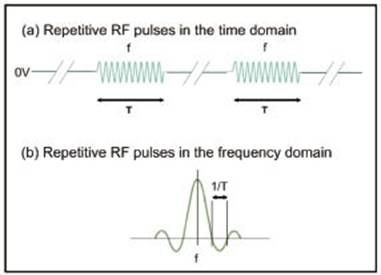 (a) Repetitive RF pulses in the time domain
f f
0V
T T
(b) Repetitive RF pulses in the frequency domain
1/T
f